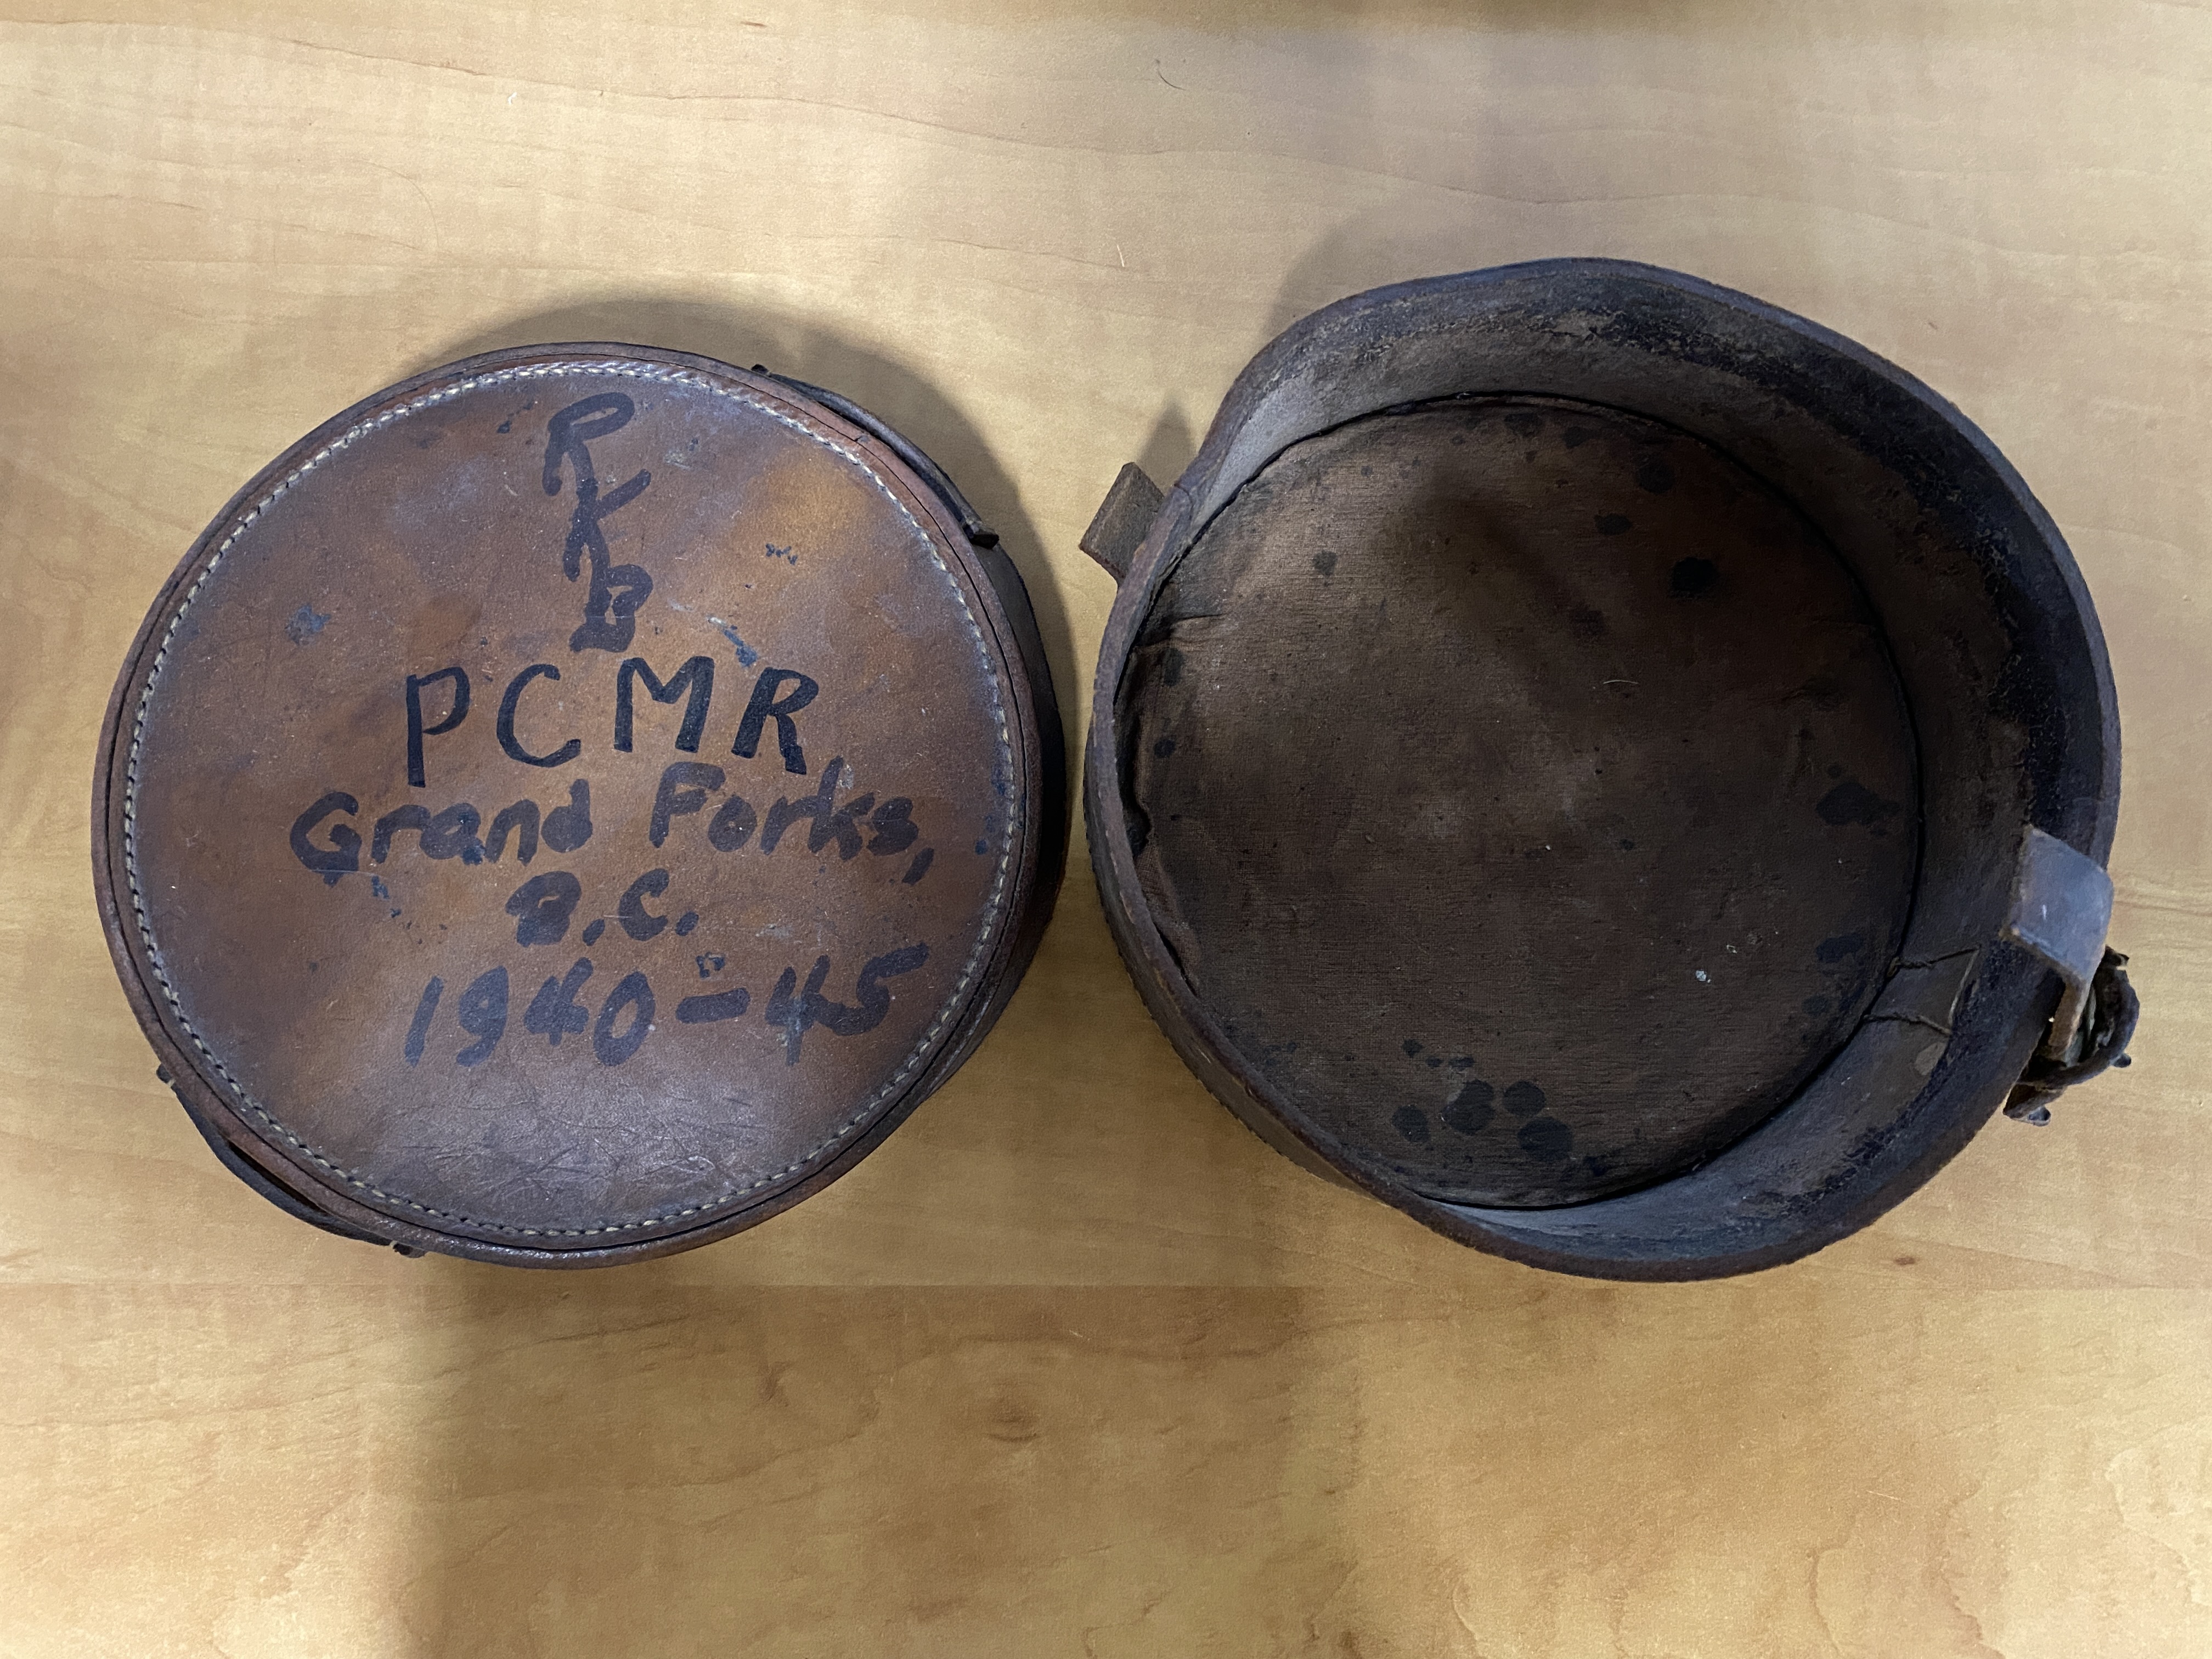 RKB
PCMR
Grand Forks,
B.C.
1940-45